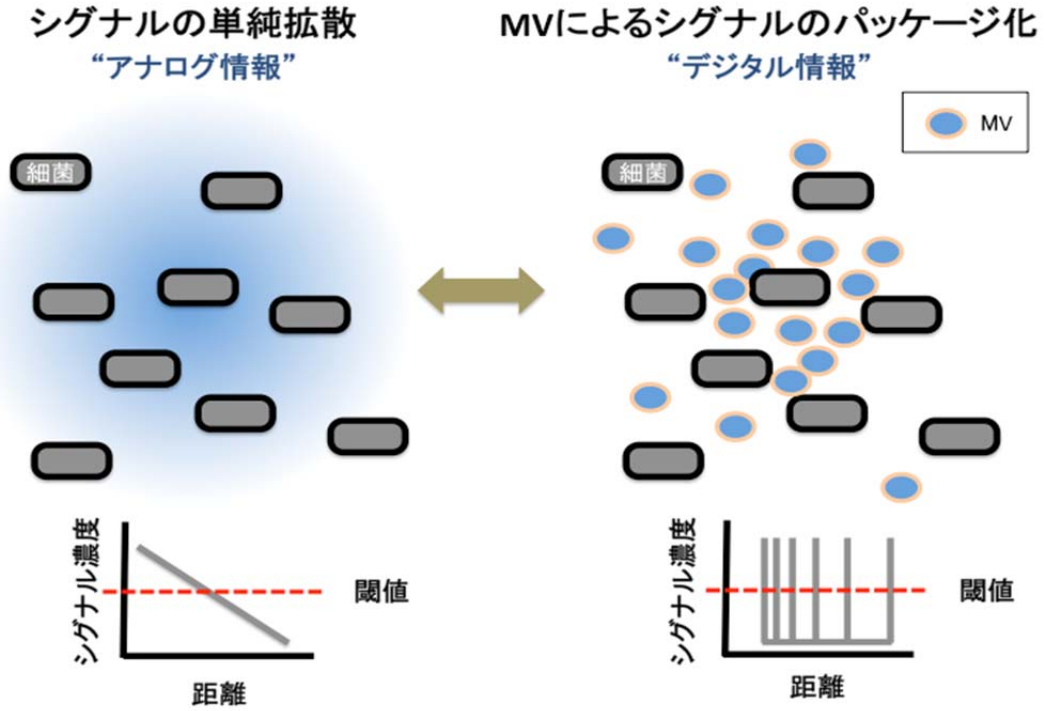 シグナルの単純拡散
“アナログ情報”
細菌
シグナル濃度
閾値
距離
MVによるシグナルのパッケージ化
“デジタル情報”
MV
細菌
シグナル濃度
閾値
距離